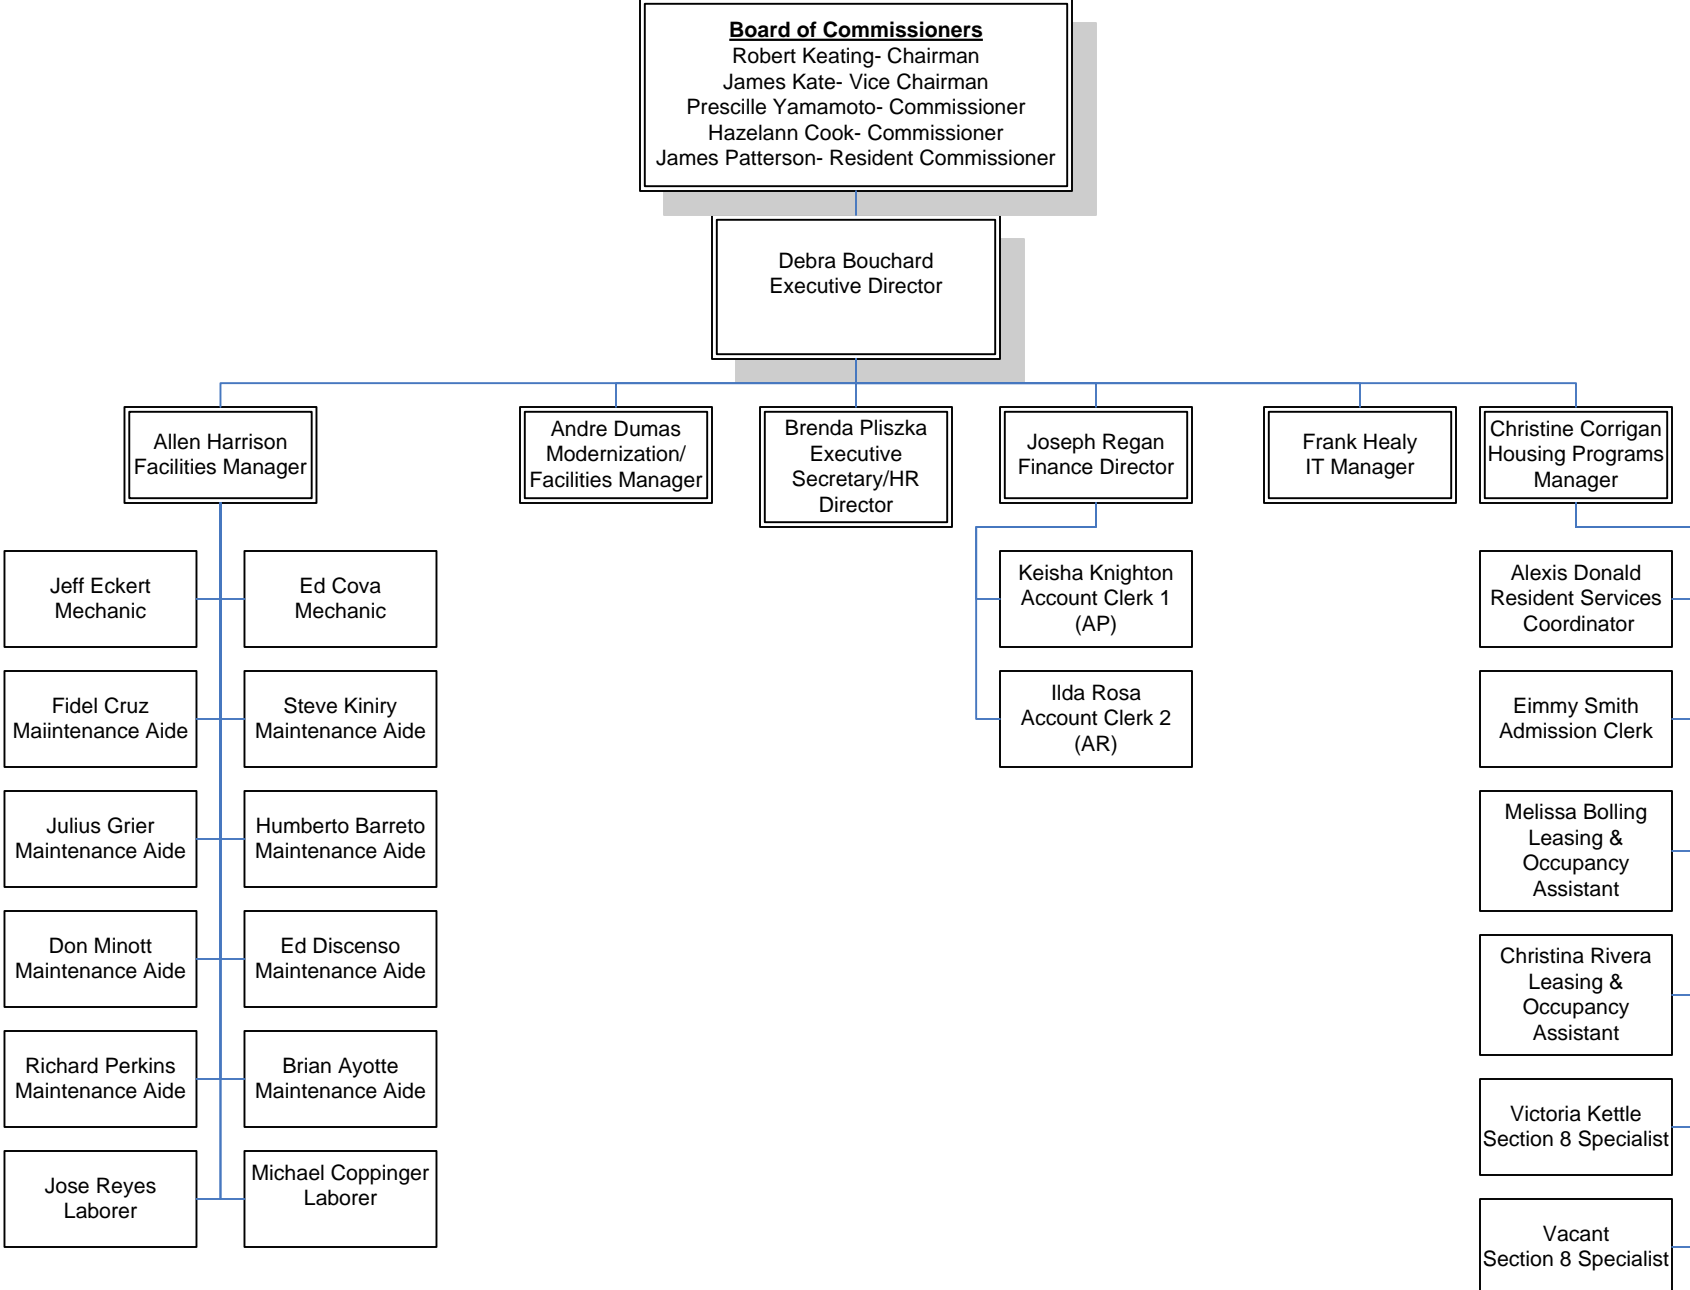 Board of Commissioners
Robert Keating- Chairman
James Kate- Vice Chairman
Prescille Yamamoto- Commissioner
Hazelann Cook- Commissioner
James Patterson- Resident Commissioner
Debra Bouchard
Executive Director
Allen Harrison
Facilities Manager
Andre Dumas
Modernization/
Facilities Manager
Brenda Pliszka
Executive
Secretary/HR
Director
Joseph Regan
Finance Director
Frank Healy
IT Manager
Christine Corrigan
Housing Programs
Manager
Jeff Eckert
Mechanic
Ed Cova
Mechanic
Keisha Knighton
Account Clerk 1
(AP)
Alexis Donald
Resident Services
Coordinator
Fidel Cruz
Maiintenance Aide
Steve Kiniry
Maintenance Aide
Ilda Rosa
Account Clerk 2
(AR)
Eimmy Smith
Admission Clerk
Julius Grier
Maintenance Aide
Humberto Barreto
Maintenance Aide
Melissa Bolling
Leasing &
Occupancy
Assistant
Don Minott
Maintenance Aide
Ed Discenso
Maintenance Aide
Christina Rivera
Leasing &
Occupancy
Assistant
Richard Perkins
Maintenance Aide
Brian Ayotte
Maintenance Aide
Victoria Kettle
Section 8 Specialist
Jose Reyes
Laborer
Michael Coppinger
Laborer
Vacant
Section 8 Specialist